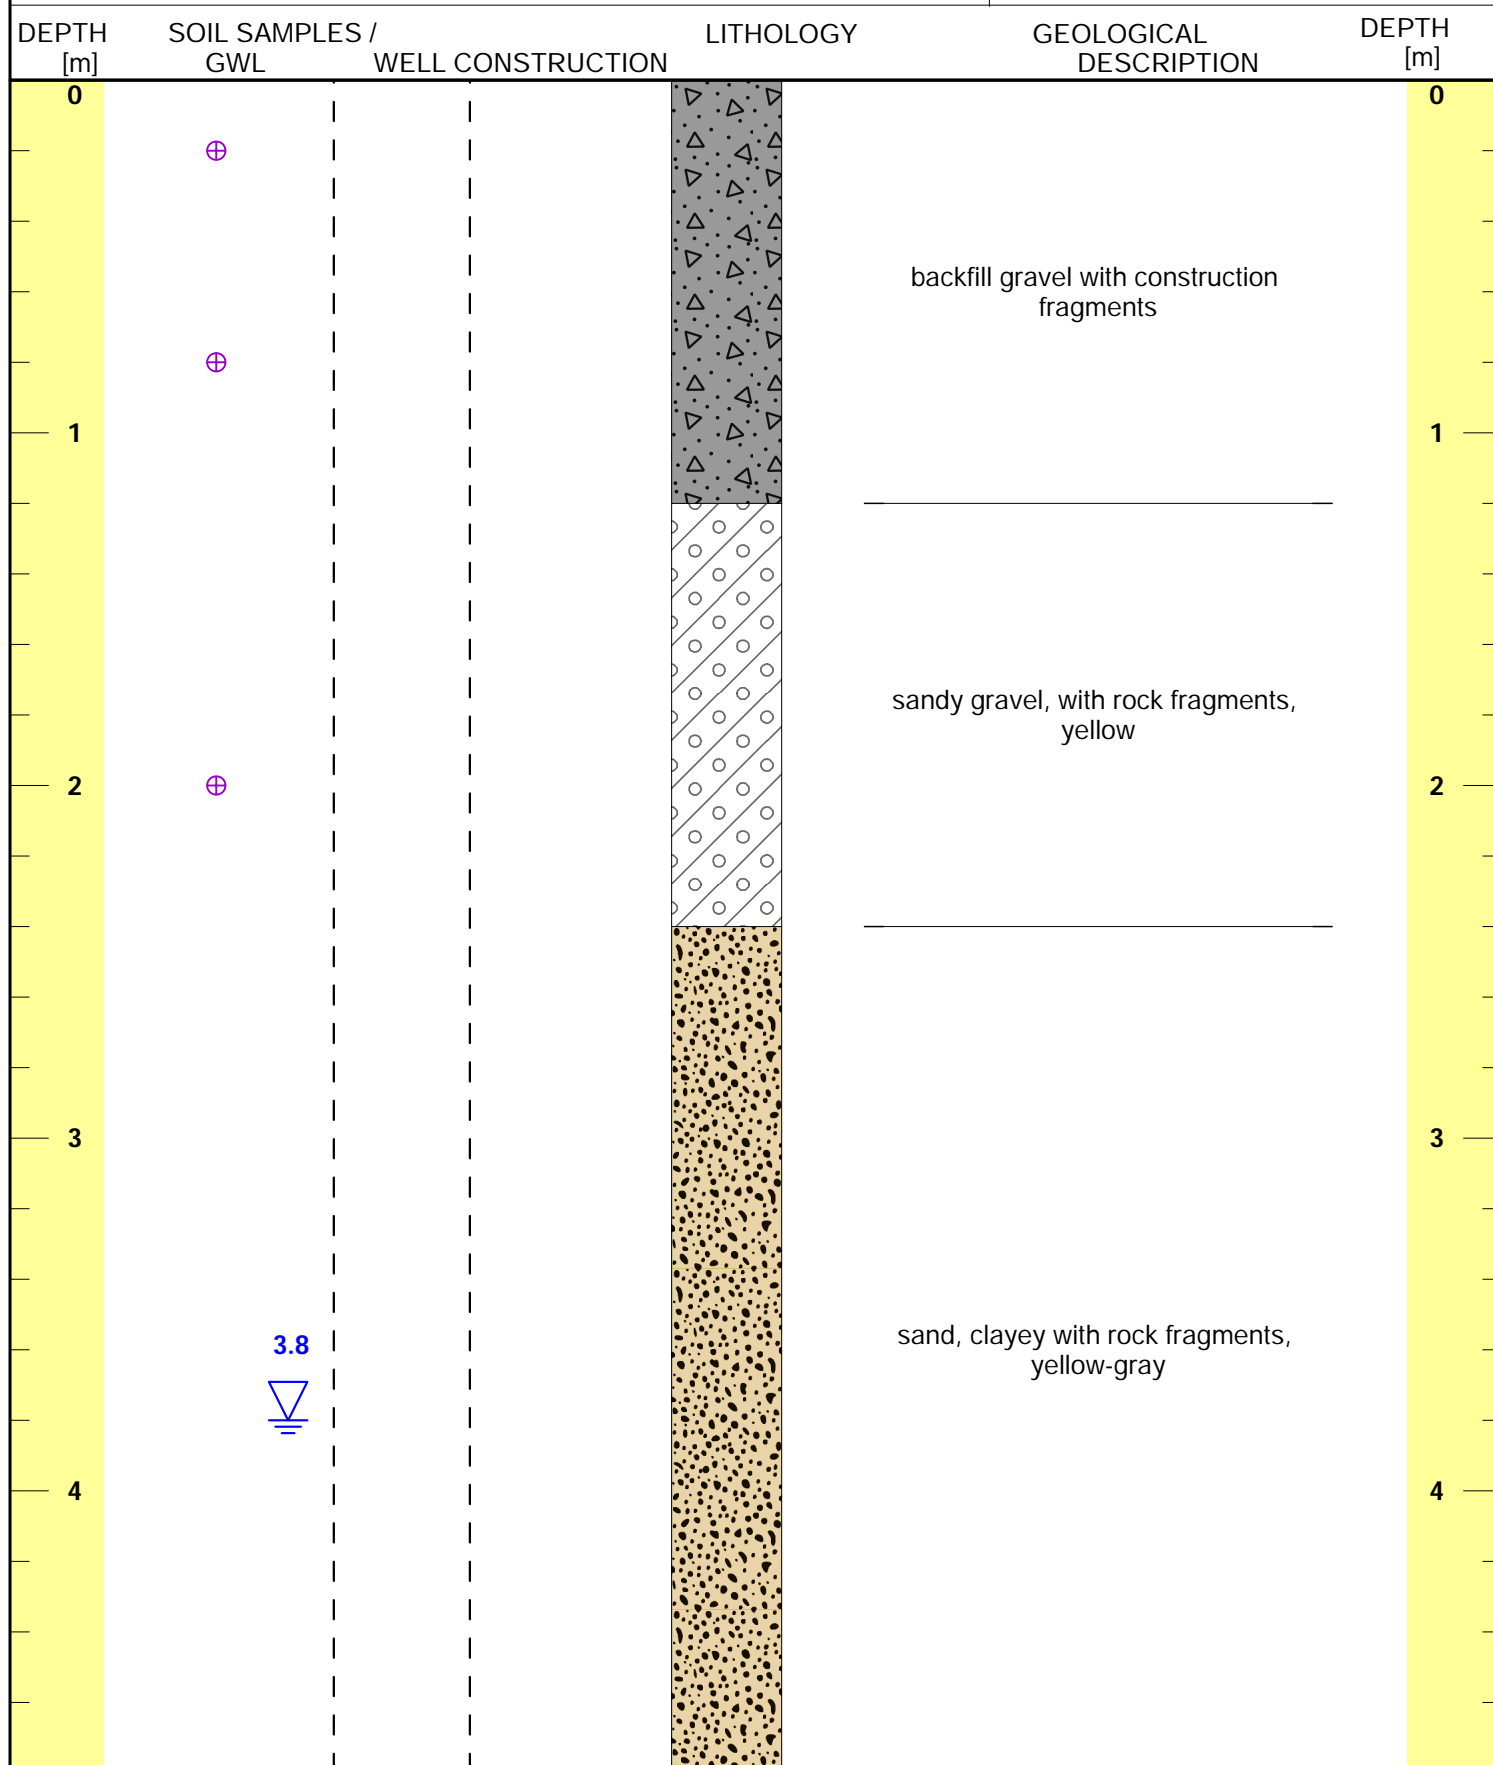 DEPTH
[m]
SOIL SAMPLES /
GWL
WELL CONSTRUCTION
LITHOLOGY
GEOLOGICAL
DESCRIPTION
DEPTH
[m]
0
0
backfill gravel with construction
fragments
1
1
sandy gravel, with rock fragments,
yellow
2
2
3
3
3.8
sand, clayey with rock fragments,
yellow-gray
4
4